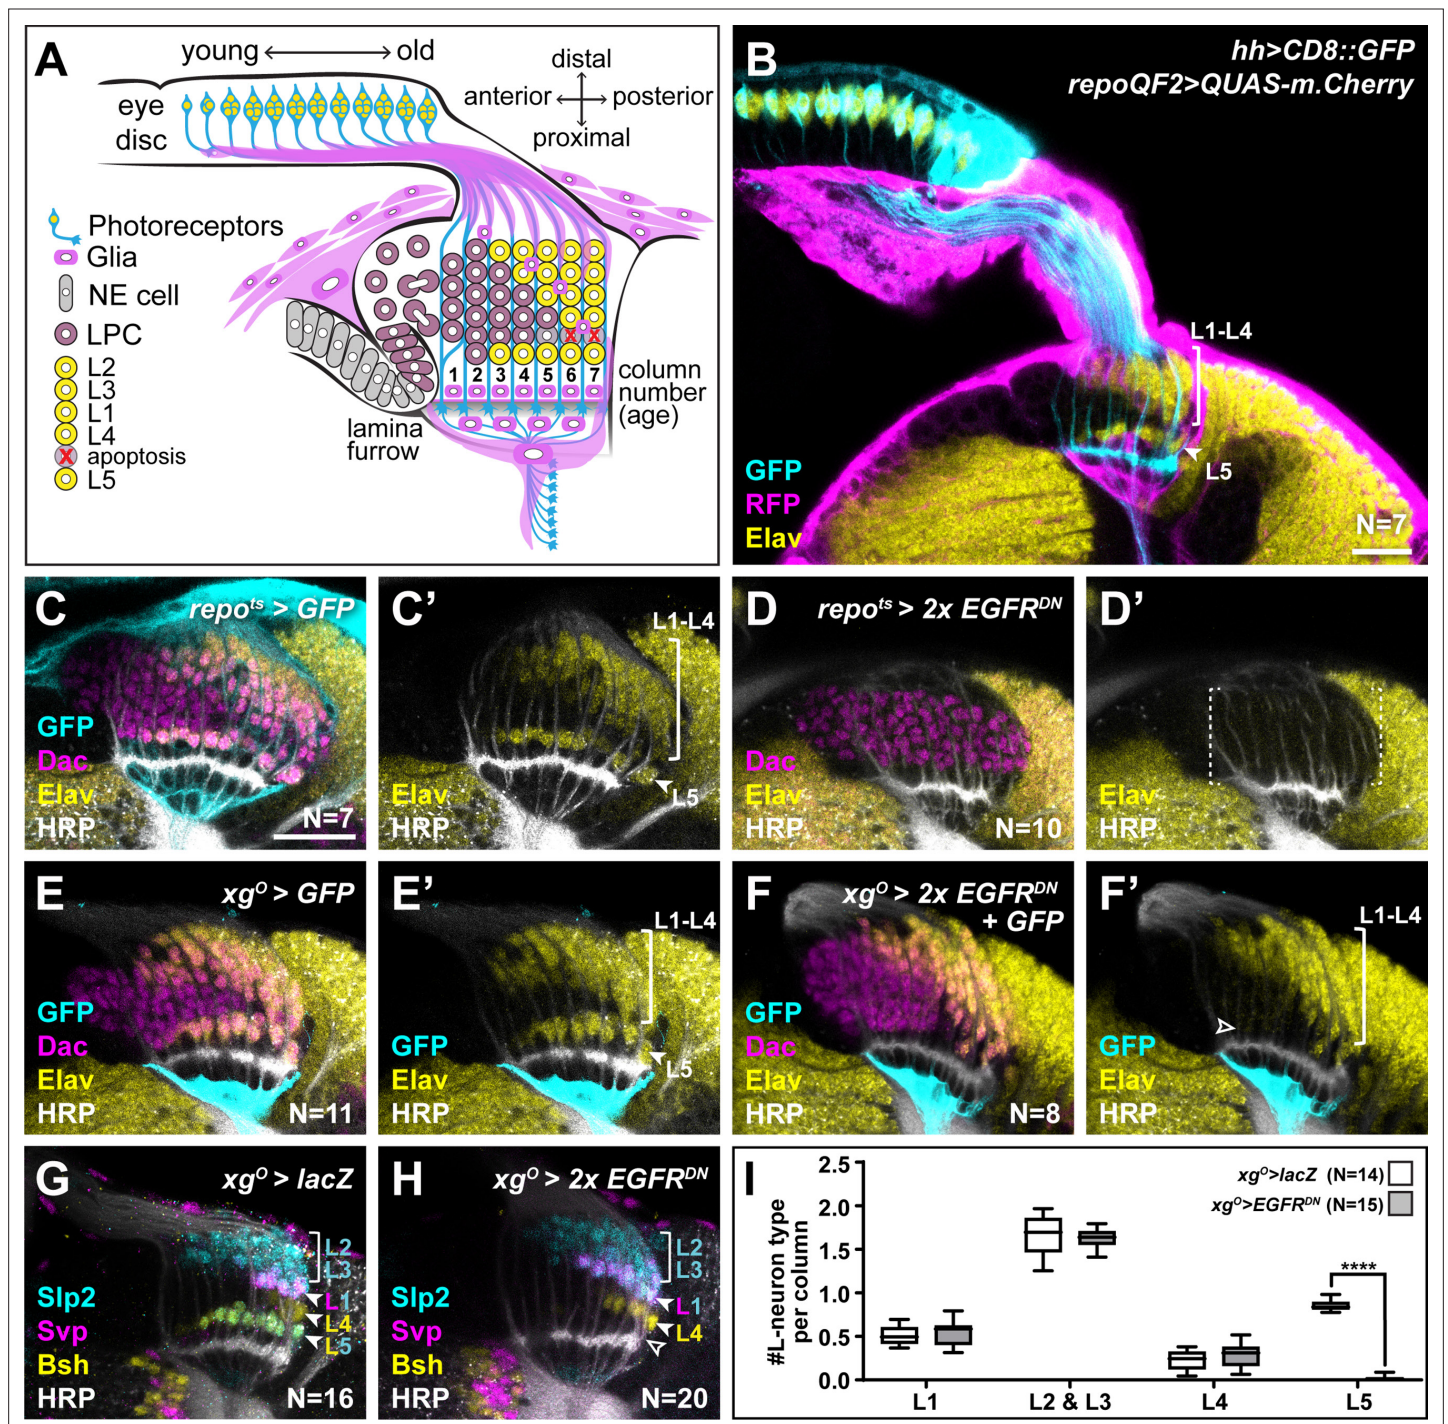 A
young
old
eye
disc
distal
anterior
posterior
proximal
Photoreceptors
Glia
NE cell
LPC
L2
L3
L1
L4
apoptosis
X
L5
X X
1 2 3 4 5 6 7
column
number
(age)
lamina
furrow
B
hh>CD8::GFP
repoQF2>QUAS-m.Cherry
L1-L4
L5
GFP
RFP
Elav
N=7
C
repoᵗˢ > GFP
GFP
Dac
Elav
HRP
N=7
C’
L1-L4
L5
Elav
HRP
D
repoᵗˢ > 2x EGFRᴰᴺ
Dac
Elav
HRP
N=10
D’
Elav
HRP
E
xgᴼ > GFP
GFP
Dac
Elav
HRP
N=11
E’
L1-L4
L5
GFP
Elav
HRP
F
xgᴼ > 2x EGFRᴰᴺ
+ GFP
GFP
Dac
Elav
HRP
N=8
F’
L1-L4
GFP
Elav
HRP
G
xgᴼ > lacZ
L2
L3
L1
L4
L5
Slp2
Svp
Bsh
HRP
N=16
H
xgᴼ > 2x EGFRᴰᴺ
L2
L3
L1
L4
Slp2
Svp
Bsh
HRP
N=20
I
#L-neuron type
per column
2.5
2.0
1.5
1.0
0.5
0.0
xgᴼ>lacZ (N=14)
xgᴼ>EGFRᴰᴺ (N=15)
****
L1 L2 & L3 L4 L5